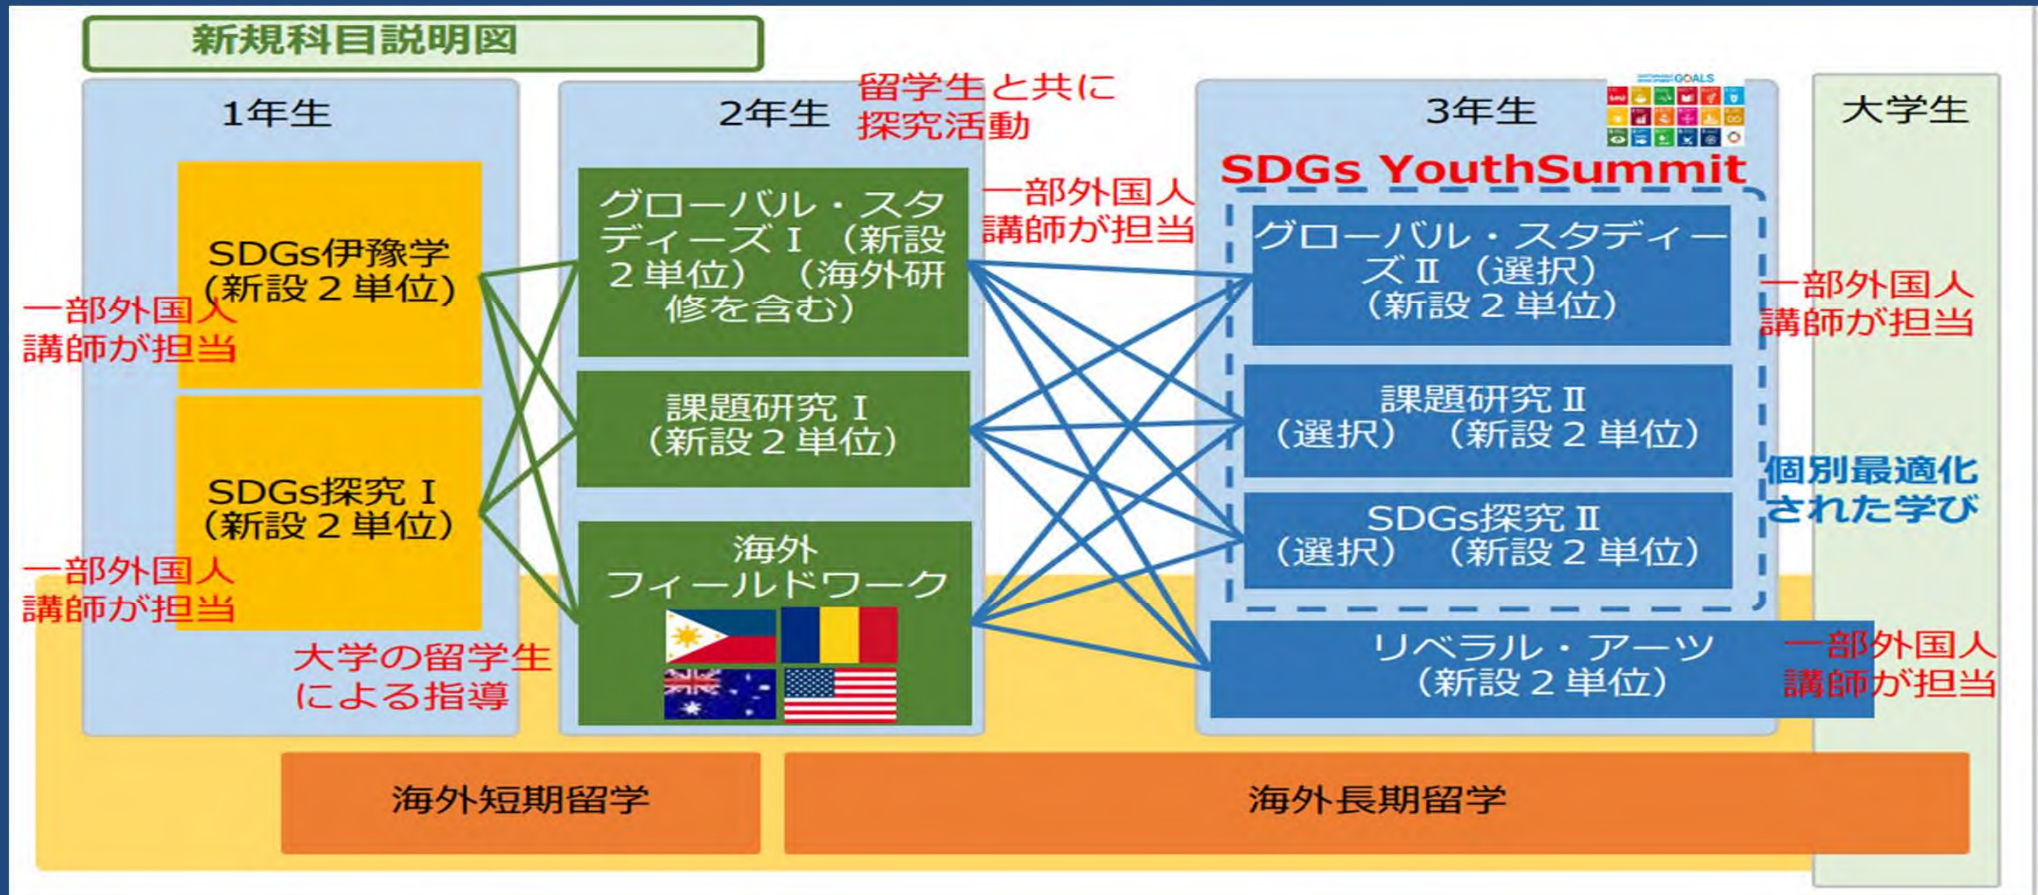 新規科目説明図
1年生
SDGs伊豫学
(新設２単位)
一部外国人
講師が担当
SDGs探究Ⅰ
(新設２単位)
一部外国人
講師が担当
大学の留学生
による指導
2年生
留学生と共に
探究活動
グローバル・スタ
ディーズⅠ（新設
２単位）（海外研
修を含む）
一部外国人
講師が担当
課題研究Ⅰ
（新設２単位）
海外
フィールドワーク
3年生
GOALS
SDGs YouthSummit
グローバル・スタディー
ズⅡ（選択）
（新設２単位）
一部外国人
講師が担当
課題研究Ⅱ
（選択）（新設２単位）
SDGs探究Ⅱ
（選択）（新設２単位）
個別最適化
された学び
リベラル・アーツ
（新設２単位）
一部外国人
講師が担当
大学生
海外短期留学
海外長期留学